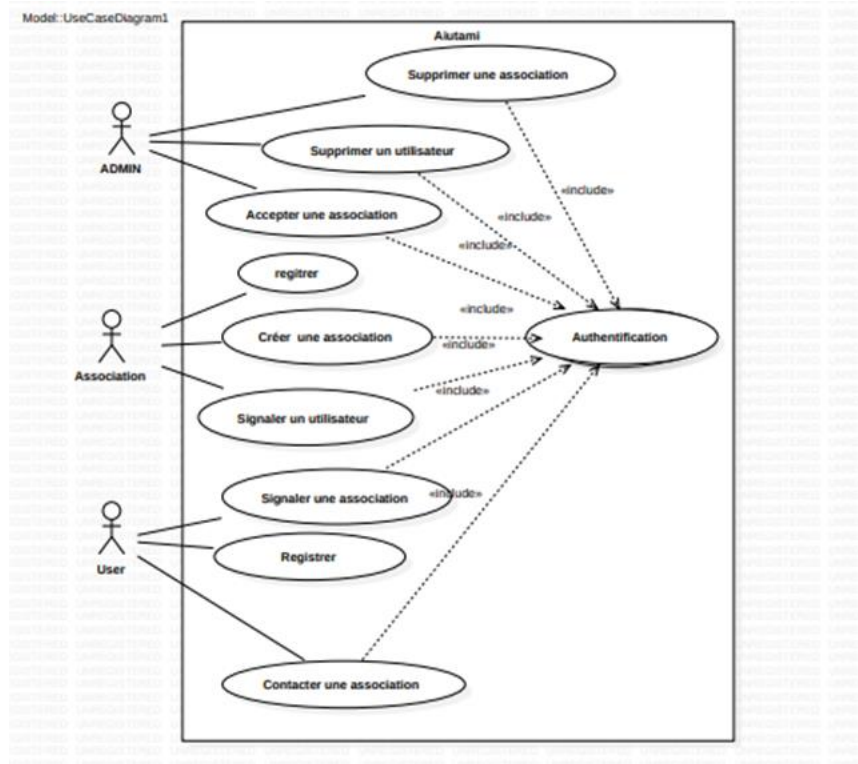 Model::UseCaseDiagram1
Aiutami
Supprimer une association
ADMIN
Supprimer un utilisateur
«include»
Accepter une association
«include»
«include»
regitrer
«include»
Créer une association
Authentification
«include»
Association
«include»
Signaler un utilisateur
Signaler une association
«include»
Registrer
User
Contacter une association
UNREGISTERED